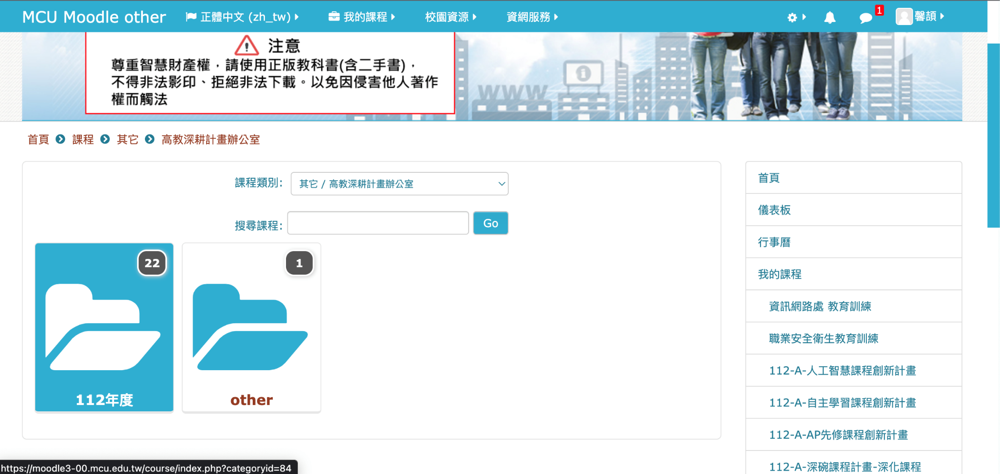 MCU Moodle other
正體中文 (zh_tw)
我的課程
校園資源
資網服務
1
馨頡
注意
尊重智慧財產權，請使用正版教科書(含二手書)，
不得非法影印、拒絕非法下載。以免因侵害他人著作
權而觸法
WWW
首頁
課程
其它
高教深耕計畫辦公室
課程類別:
其它 / 高教深耕計畫辦公室
搜尋課程:
Go
22
112年度
1
other
首頁
儀表板
行事曆
我的課程
資訊網路處 教育訓練
職業安全衛生教育訓練
112-A-人工智慧課程創新計畫
112-A-自主學習課程創新計畫
112-A-AP先修課程創新計畫
112-A-深碗課程計畫-深化課程
https://moodle3-00.mcu.edu.tw/course/index.php?categoryid=84